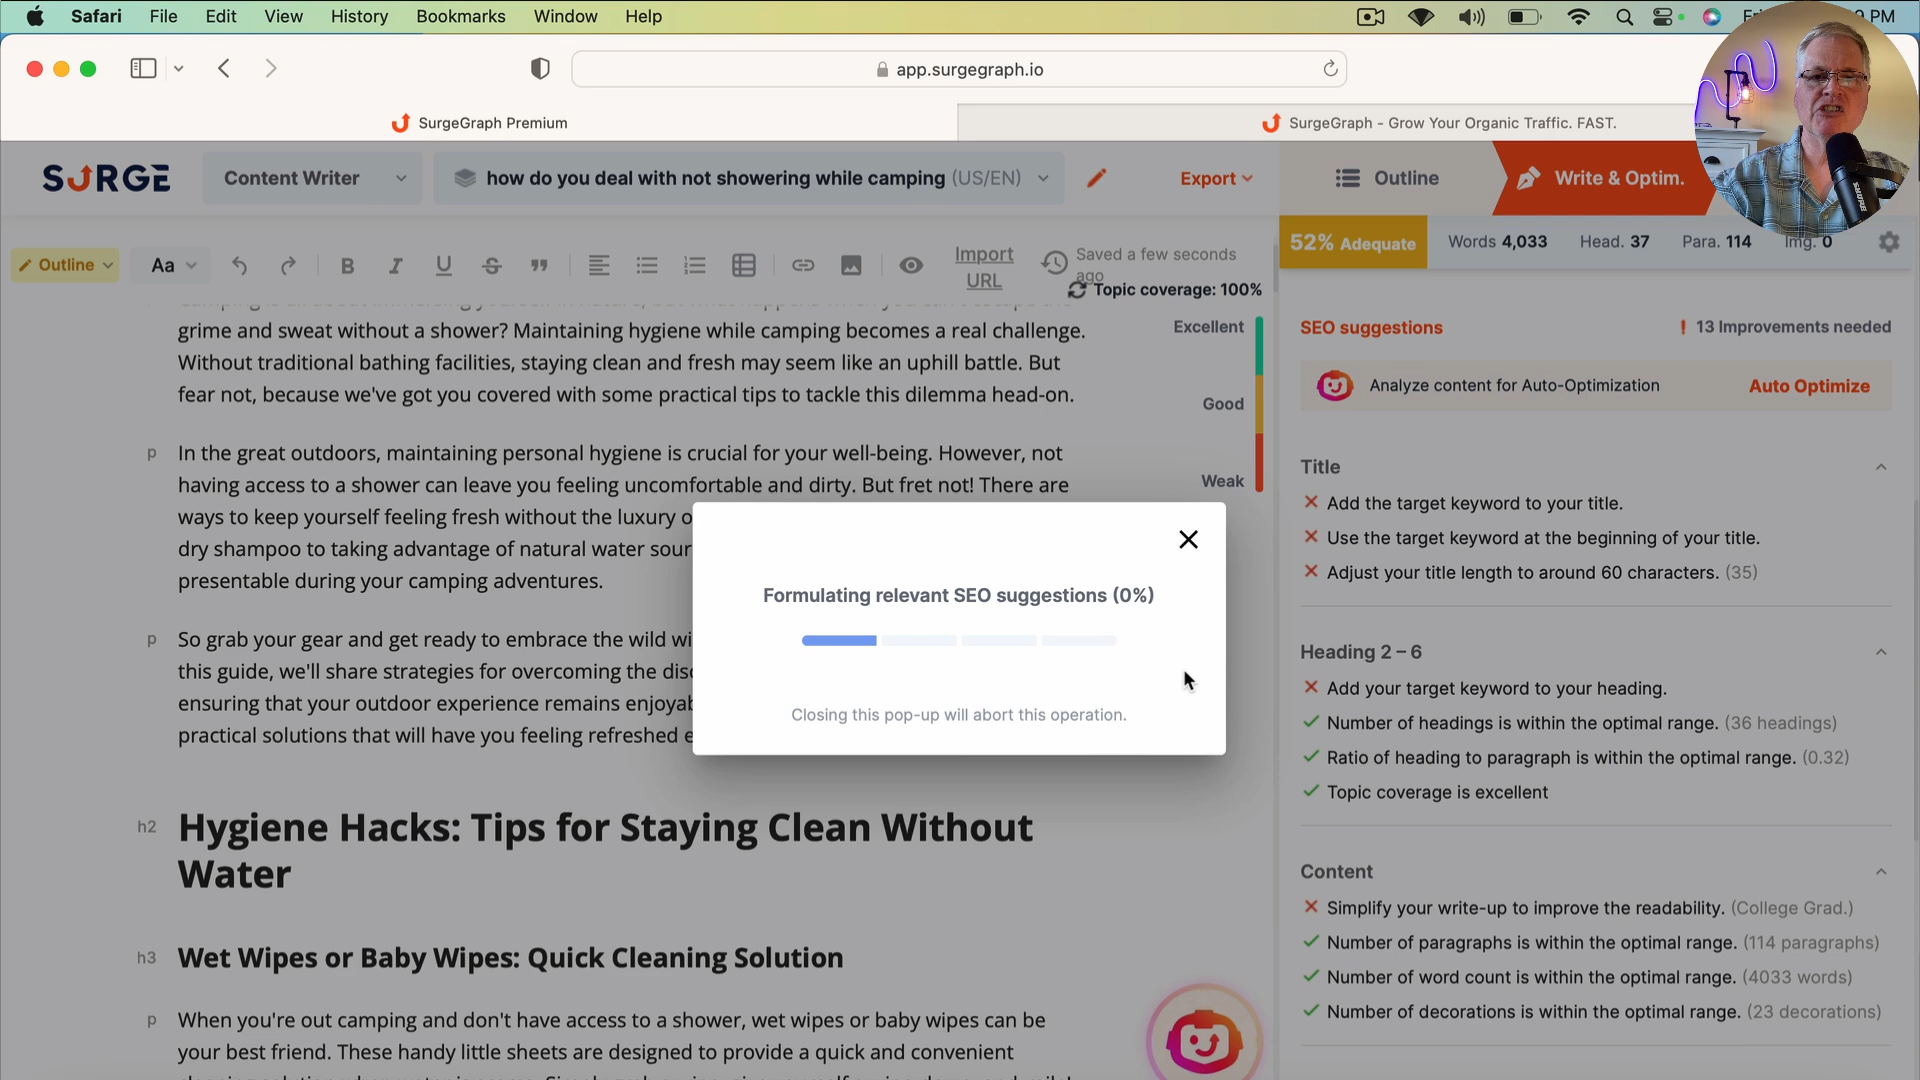 Safari File Edit View History Bookmarks Window Help
PM
app.surgegraph.io
SurgeGraph Premium
SurgeGraph - Grow Your Organic Traffic. FAST.
SURGE
Content Writer
how do you deal with not showering while camping (US/EN)
Export
Outline
Write & Optim.
Outline
Aa
Import
URL
Saved a few seconds
ago
Topic coverage: 100%
Excellent
Good
Weak
52% Adequate
Words 4,033
Head. 37
Para. 114
Img. 0
grime and sweat without a shower? Maintaining hygiene while camping becomes a real challenge.
Without traditional bathing facilities, staying clean and fresh may seem like an uphill battle. But
fear not, because we've got you covered with some practical tips to tackle this dilemma head-on.
p
In the great outdoors, maintaining personal hygiene is crucial for your well-being. However, not
having access to a shower can leave you feeling uncomfortable and dirty. But fret not! There are
ways to keep yourself feeling fresh without the luxury
dry shampoo to taking advantage of natural water
presentable during your camping adventures.
p
So grab your gear and get ready to embrace the wild
this guide, we'll share strategies for overcoming the
ensuring that your outdoor experience remains
practical solutions that will have you feeling refreshed
h2
Hygiene Hacks: Tips for Staying Clean Without
Water
h3
Wet Wipes or Baby Wipes: Quick Cleaning Solution
p
When you're out camping and don't have access to a shower, wet wipes or baby wipes can be
your best friend. These handy little sheets are designed to provide a quick and convenient
Formulating relevant SEO suggestions (0%)
Closing this pop-up will abort this operation.
SEO suggestions
13 Improvements needed
Analyze content for Auto-Optimization
Auto Optimize
Title
Add the target keyword to your title.
Use the target keyword at the beginning of your title.
Adjust your title length to around 60 characters. (35)
Heading 2 – 6
Add your target keyword to your heading.
Number of headings is within the optimal range. (36 headings)
Ratio of heading to paragraph is within the optimal range. (0.32)
Topic coverage is excellent
Content
Simplify your write-up to improve the readability. (College Grad.)
Number of paragraphs is within the optimal range. (114 paragraphs)
Number of word count is within the optimal range. (4033 words)
Number of decorations is within the optimal range. (23 decorations)